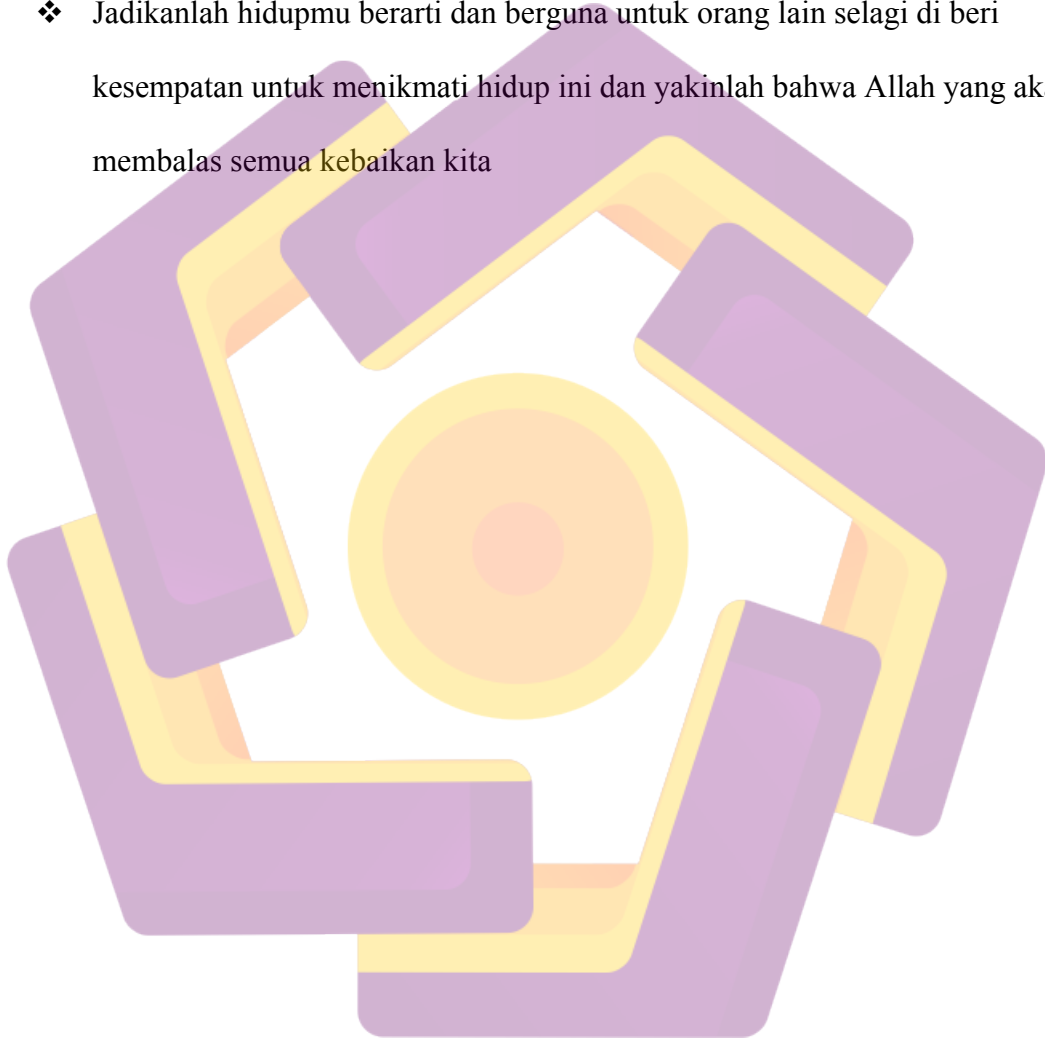 ❖ Jadikanlah hidupmu berarti dan berguna untuk orang lain selagi di beri
kesempatan untuk menikmati hidup ini dan yakinlah bahwa Allah yang
membalas semua kebaikan kita